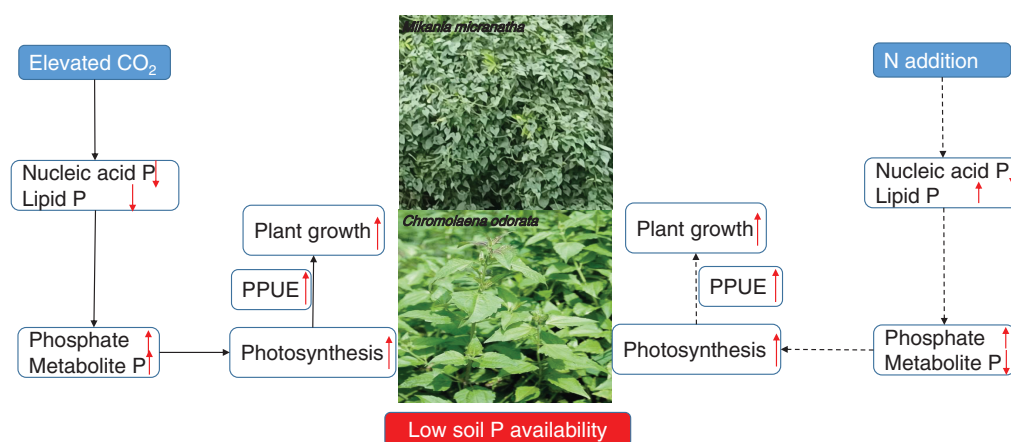 Mikania micranatha
Elevated CO₂
N addition
Nucleic acid P
Lipid P
Nucleic acid P
Lipid P
Chromolaena odorata
Plant growth
Plant growth
PPUE
PPUE
Phosphate
Metabolite P
Photosynthesis
Photosynthesis
Phosphate
Metabolite P
Low soil P availability